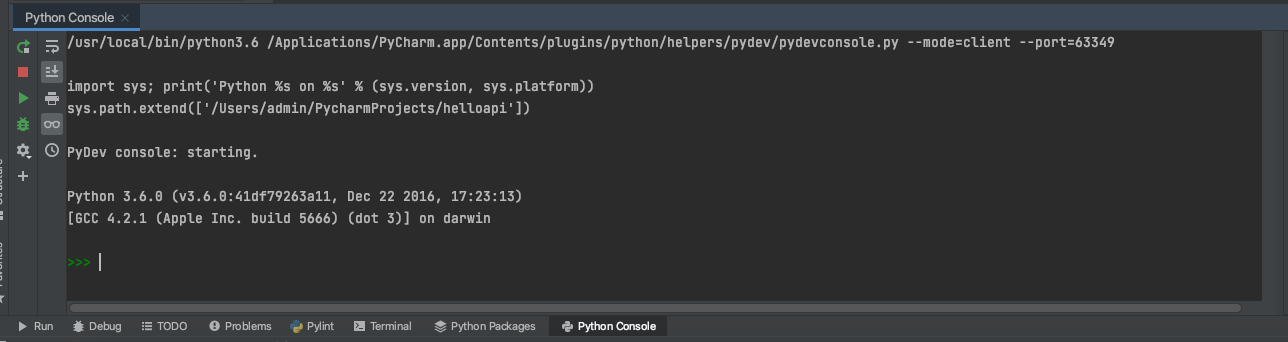 Python Console
/usr/local/bin/python3.6 /Applications/PyCharm.app/Contents/plugins/python/helpers/pydev/pydevconsole.py --mode=client --port=63349
import sys; print('Python %s on %s' % (sys.version, sys.platform))
sys.path.extend(['/Users/admin/PycharmProjects/helloapi'])
PyDev console: starting.
Python 3.6.0 (v3.6.0:41df79263a11, Dec 22 2016, 17:23:13)
[GCC 4.2.1 (Apple Inc. build 5666) (dot 3)] on darwin
>>>
Run Debug TODO Problems Pylint Terminal Python Packages Python Console